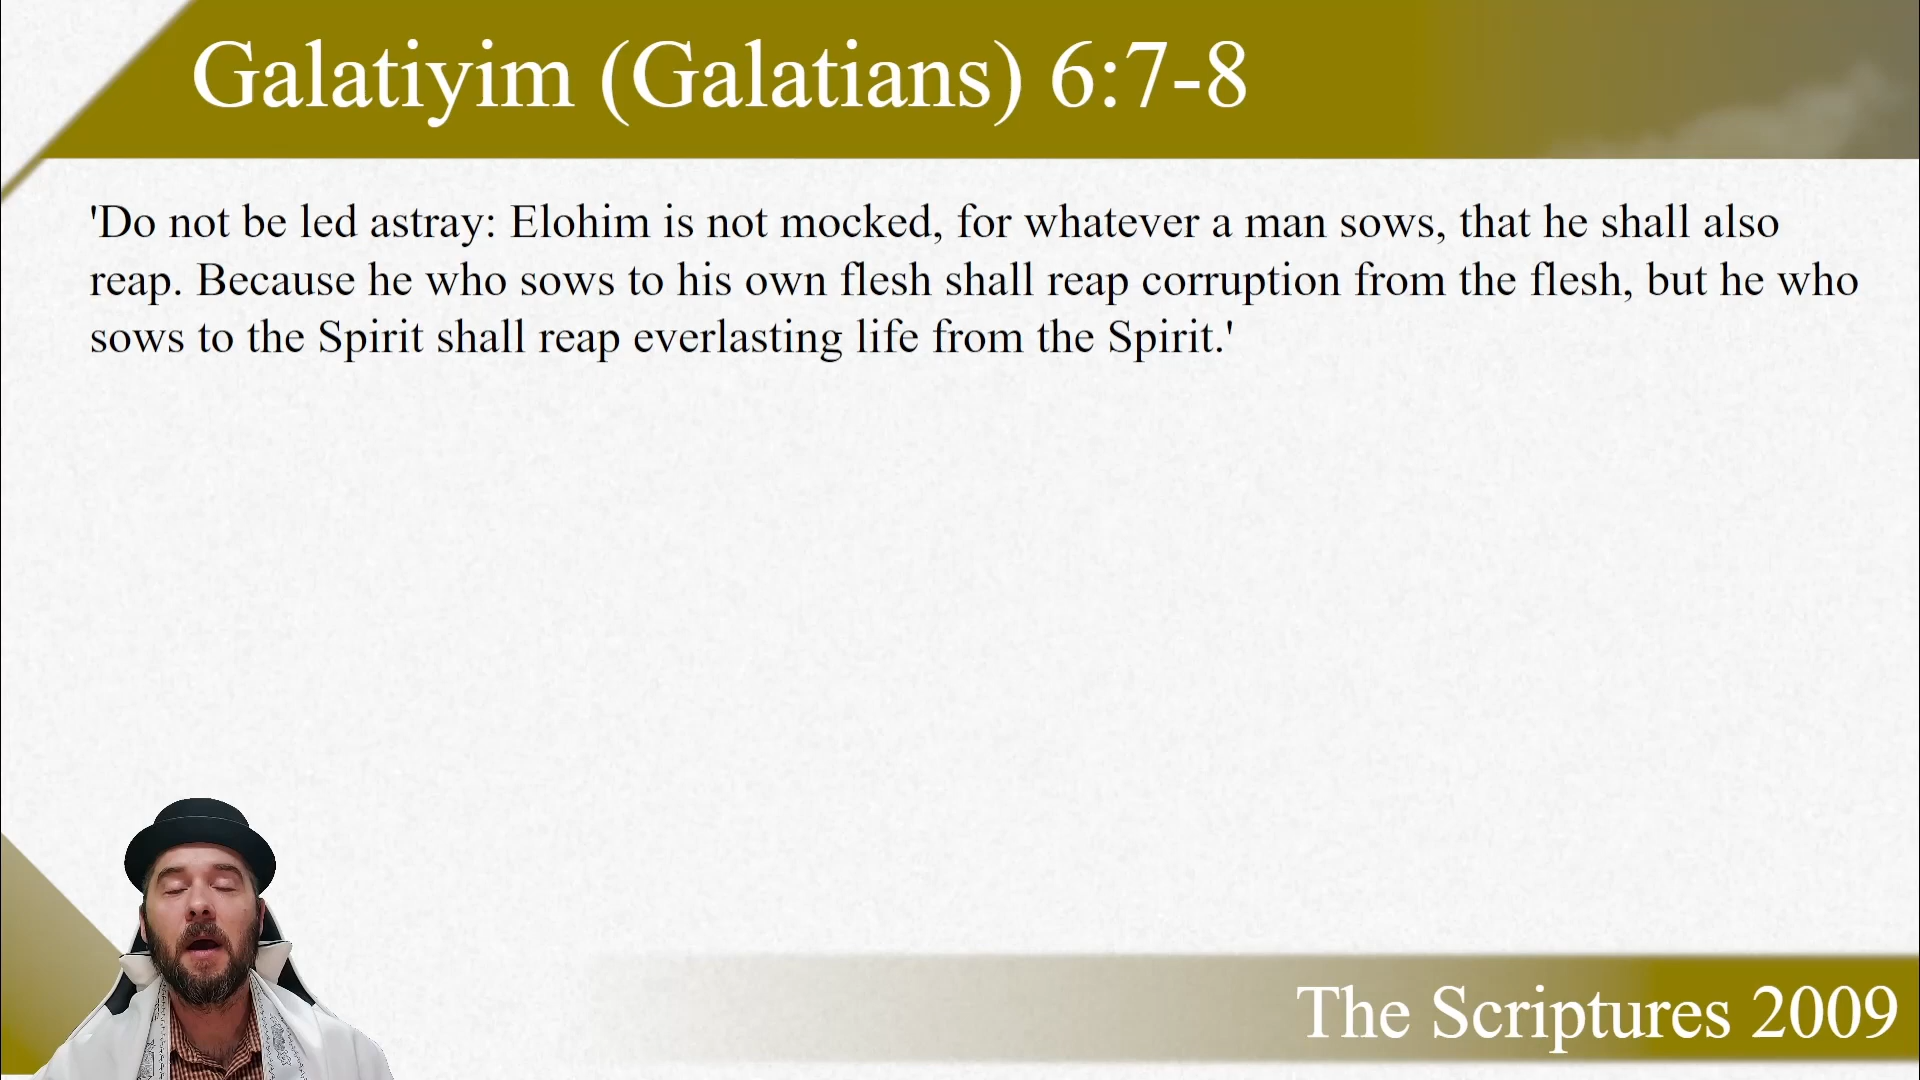 Galatiyim (Galatians) 6:7-8
'Do not be led astray: Elohim is not mocked, for whatever a man sows, that he shall also
reap. Because he who sows to his own flesh shall reap corruption from the flesh, but he who
sows to the Spirit shall reap everlasting life from the Spirit.'
The Scriptures 2009